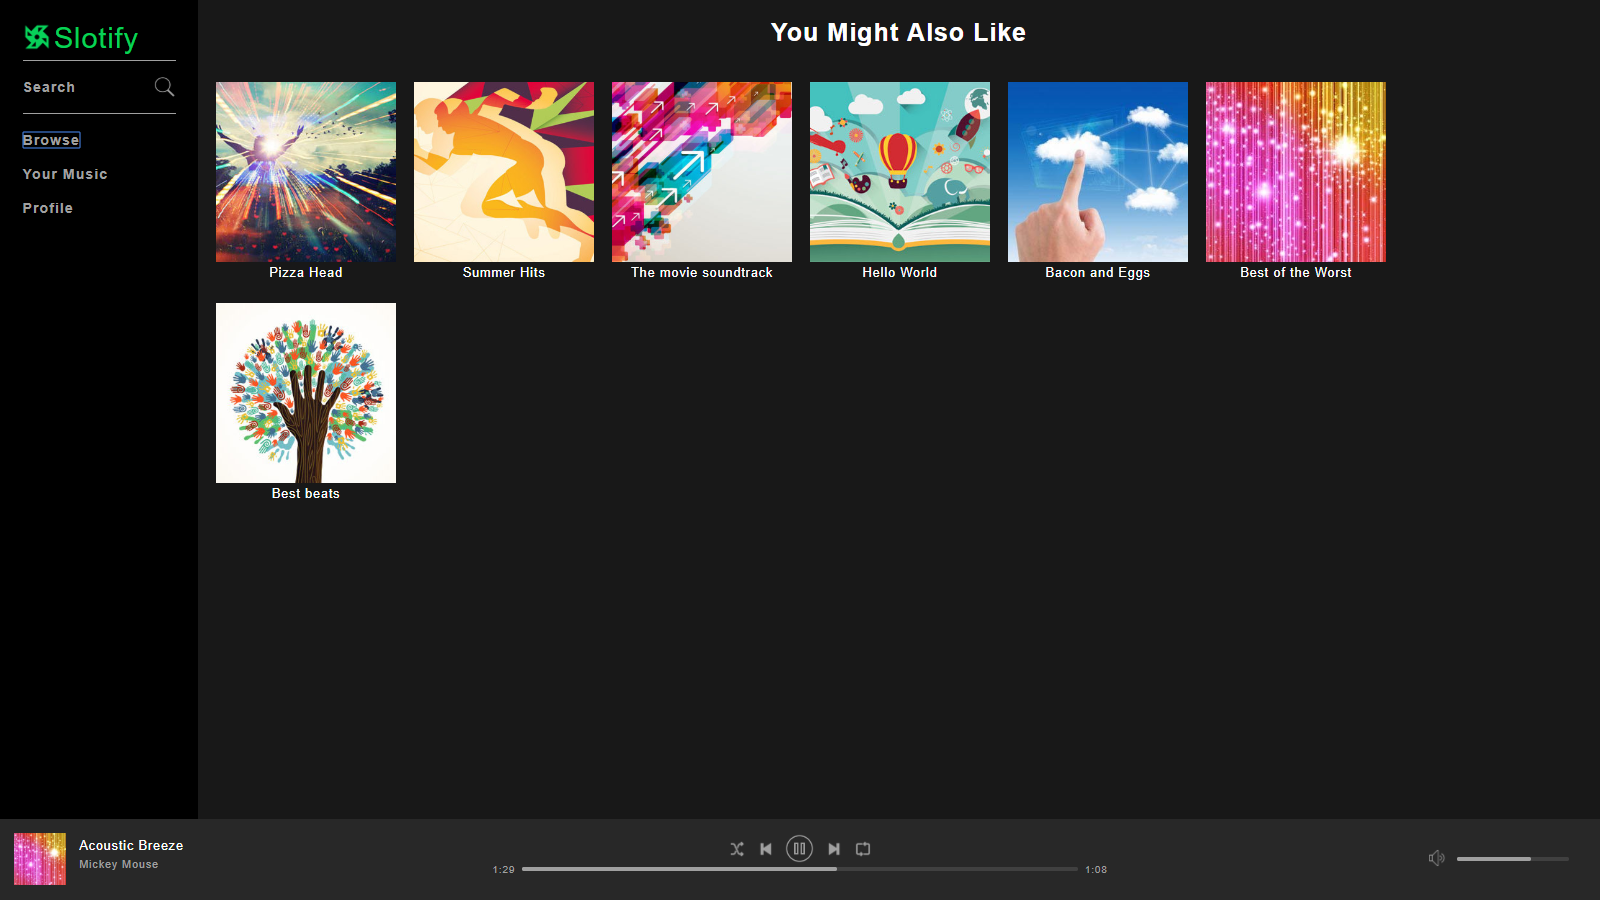 Slotify
Search
Browse
Your Music
Profile
You Might Also Like
Pizza Head
Summer Hits
The movie soundtrack
Hello World
Bacon and Eggs
Best of the Worst
Best beats
Acoustic Breeze
Mickey Mouse
1:29
1:08